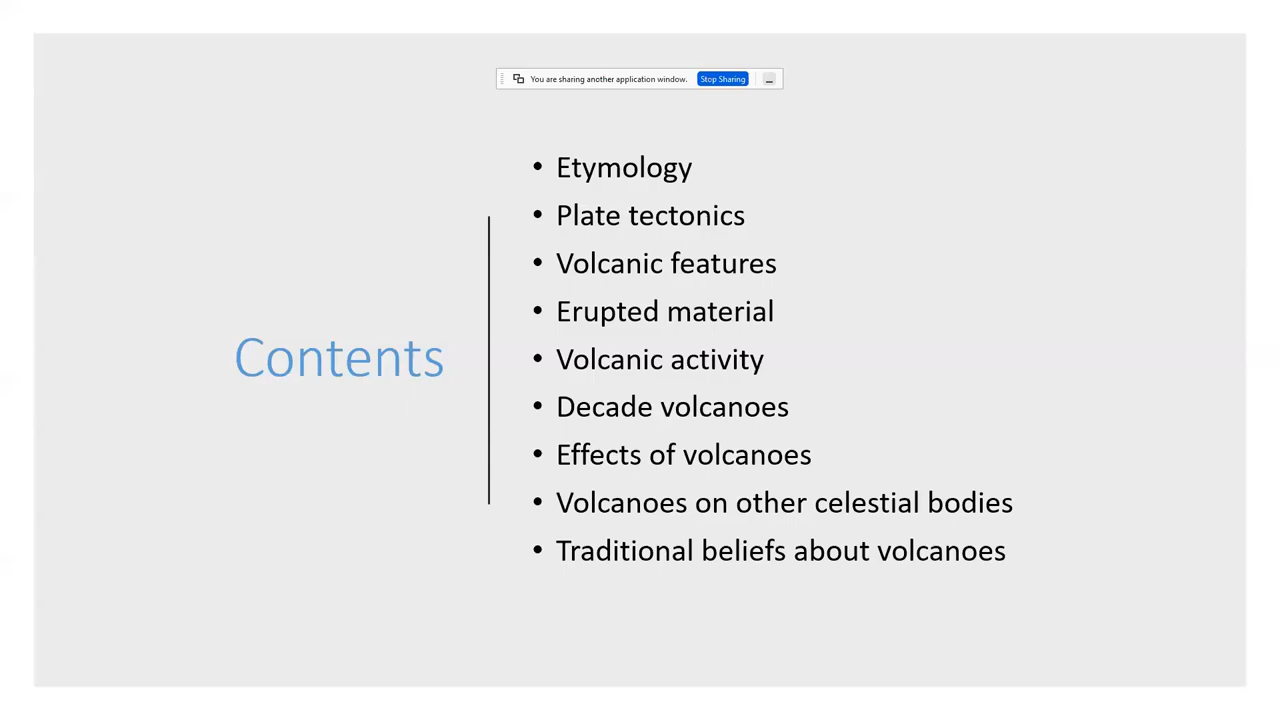 You are sharing another application window. Stop Sharing
Contents
• Etymology
• Plate tectonics
• Volcanic features
• Erupted material
• Volcanic activity
• Decade volcanoes
• Effects of volcanoes
• Volcanoes on other celestial bodies
• Traditional beliefs about volcanoes